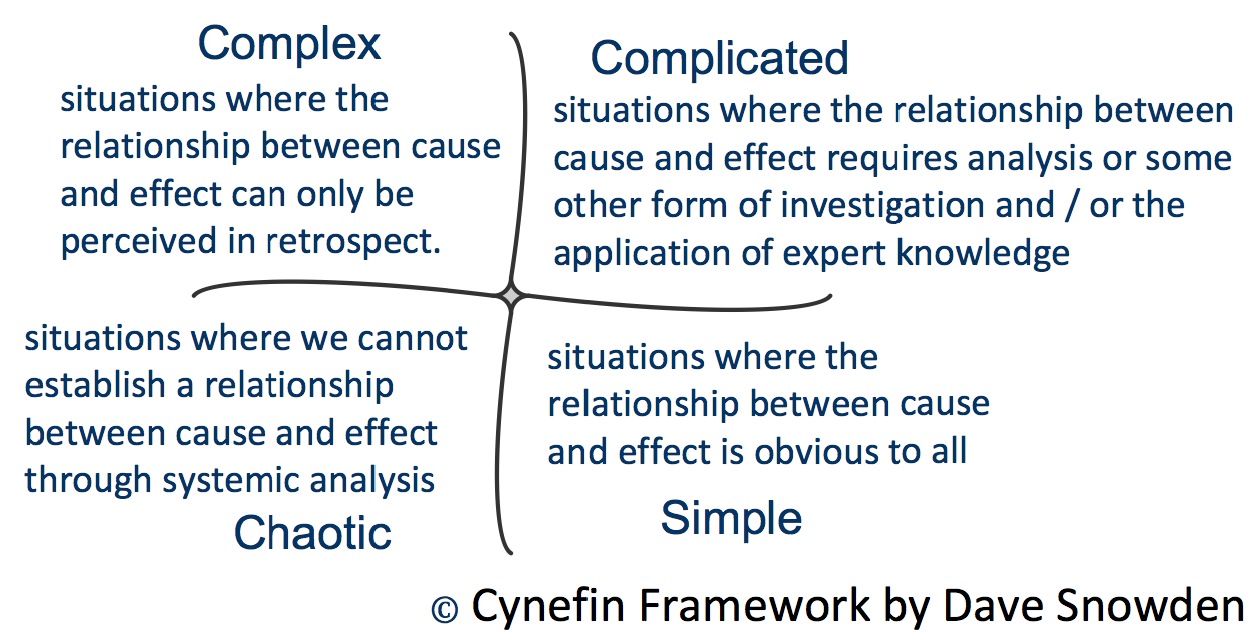 Complex
situations where the
relationship between cause
and effect can only be
perceived in retrospect.
Complicated
situations where the relationship between
cause and effect requires analysis or some
other form of investigation and / or the
application of expert knowledge
situations where we cannot
establish a relationship
between cause and effect
through systemic analysis
Chaotic
situations where the
relationship between cause
and effect is obvious to all
Simple
© Cynefin Framework by Dave Snowden